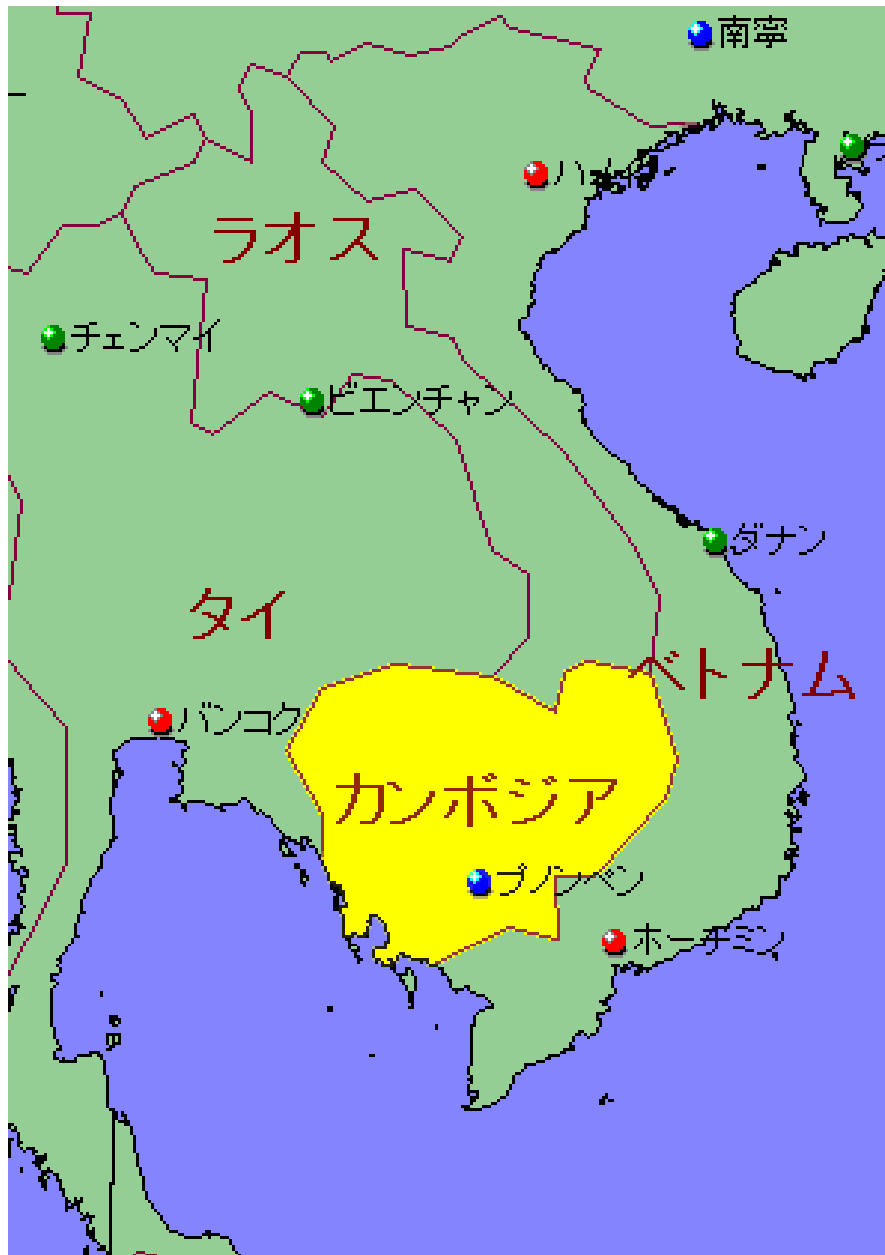 南寧
ハノイ
ラオス
チェンマイ
ビエンチャン
ダナン
タイ
ベトナム
バンコク
カンボジア
プノンペン
ホーチミン